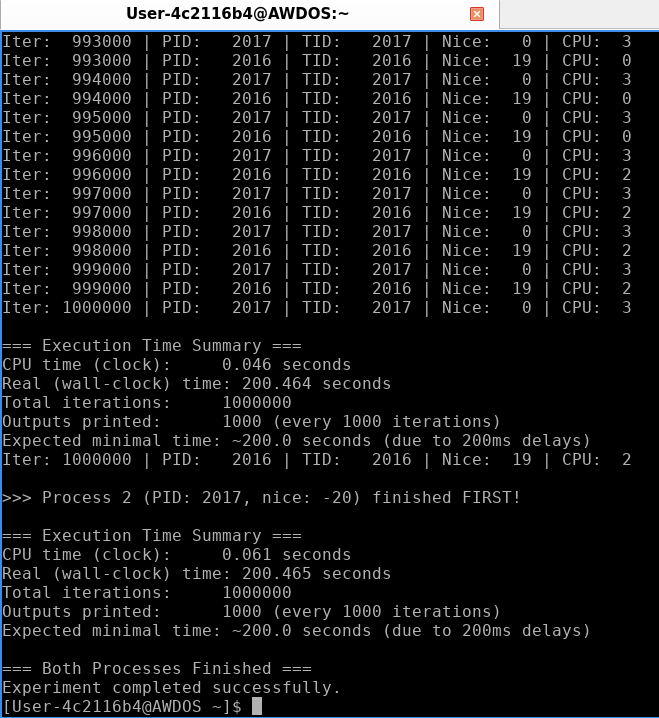 User-4c2116b4@AWDOS:~
Iter:  993000 | PID:   2017 | TID:   2017 | Nice:   0 | CPU:  3
Iter:  993000 | PID:   2016 | TID:   2016 | Nice:  19 | CPU:  0
Iter:  994000 | PID:   2017 | TID:   2017 | Nice:   0 | CPU:  3
Iter:  994000 | PID:   2016 | TID:   2016 | Nice:  19 | CPU:  0
Iter:  995000 | PID:   2017 | TID:   2017 | Nice:   0 | CPU:  3
Iter:  995000 | PID:   2016 | TID:   2016 | Nice:  19 | CPU:  0
Iter:  996000 | PID:   2017 | TID:   2017 | Nice:   0 | CPU:  3
Iter:  996000 | PID:   2016 | TID:   2016 | Nice:  19 | CPU:  2
Iter:  997000 | PID:   2017 | TID:   2017 | Nice:   0 | CPU:  3
Iter:  997000 | PID:   2016 | TID:   2016 | Nice:  19 | CPU:  2
Iter:  998000 | PID:   2017 | TID:   2017 | Nice:   0 | CPU:  3
Iter:  998000 | PID:   2016 | TID:   2016 | Nice:  19 | CPU:  2
Iter:  999000 | PID:   2017 | TID:   2017 | Nice:   0 | CPU:  3
Iter:  999000 | PID:   2016 | TID:   2016 | Nice:  19 | CPU:  2
Iter: 1000000 | PID:   2017 | TID:   2017 | Nice:   0 | CPU:  3
=== Execution Time Summary ===
CPU time (clock):     0.046 seconds
Real (wall-clock) time: 200.464 seconds
Total iterations:     1000000
Outputs printed:      1000 (every 1000 iterations)
Expected minimal time: ~200.0 seconds (due to 200ms delays)
Iter: 1000000 | PID:   2016 | TID:   2016 | Nice:  19 | CPU:  2
>>> Process 2 (PID: 2017, nice: -20) finished FIRST!
=== Execution Time Summary ===
CPU time (clock):     0.061 seconds
Real (wall-clock) time: 200.465 seconds
Total iterations:     1000000
Outputs printed:      1000 (every 1000 iterations)
Expected minimal time: ~200.0 seconds (due to 200ms delays)
=== Both Processes Finished ===
Experiment completed successfully.
[User-4c2116b4@AWDOS ~]$